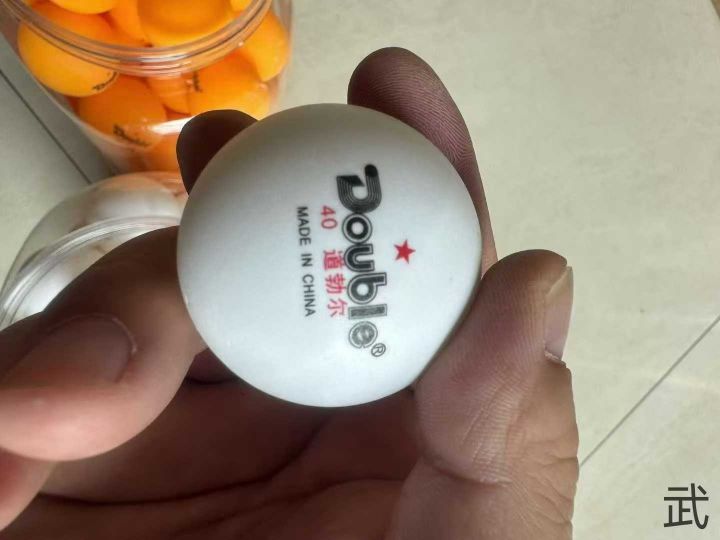 Double®
40 道勃尔
MADE IN CHINA
武